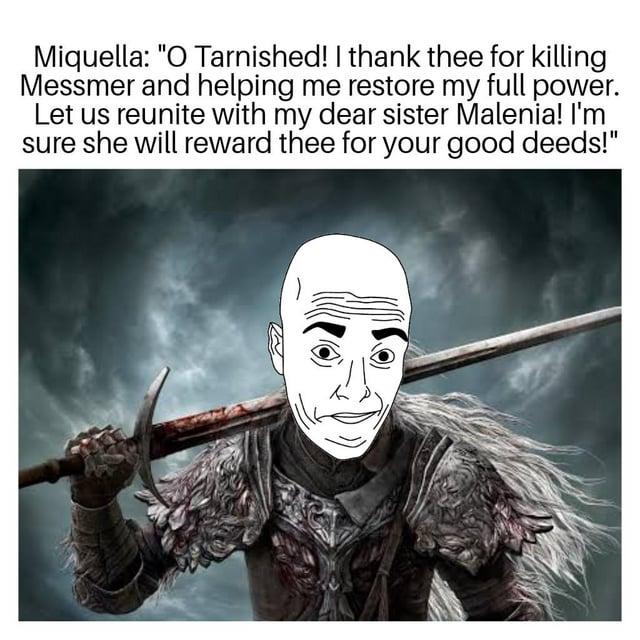 Miquella: "O Tarnished! I thank thee for killing
Messmer and helping me restore my full power.
Let us reunite with my dear sister Malenia! I'm
sure she will reward thee for your good deeds!"